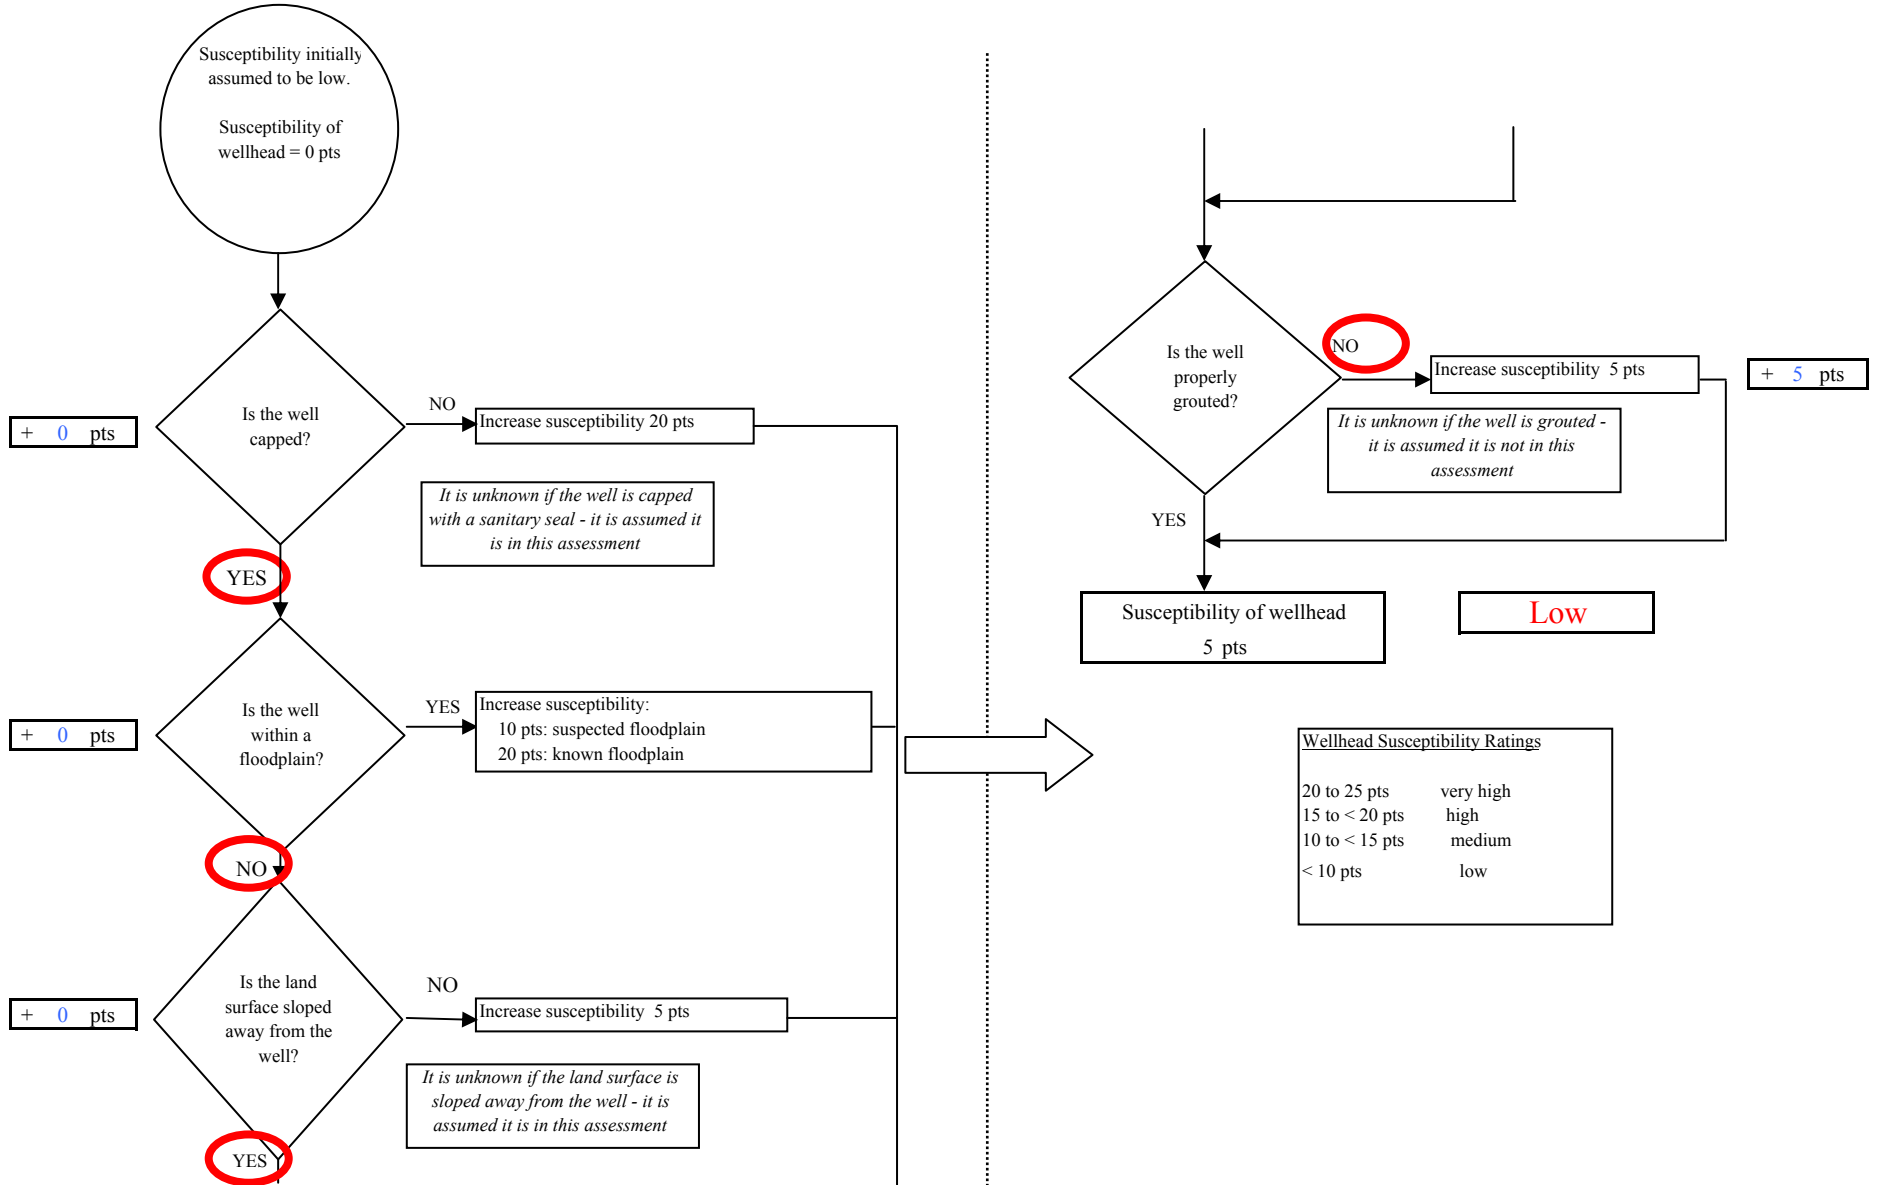 Susceptibility initially
assumed to be low.
Susceptibility of
wellhead = 0 pts
Is the well
capped?
NO
Increase susceptibility 20 pts
+ 0 pts
It is unknown if the well is capped
with a sanitary seal - it is assumed it
is in this assessment
YES
Is the well
within a
floodplain?
YES
Increase susceptibility:
10 pts: suspected floodplain
20 pts: known floodplain
+ 0 pts
NO
Is the land
surface sloped
away from the
well?
NO
Increase susceptibility 5 pts
+ 0 pts
It is unknown if the land surface is
sloped away from the well - it is
assumed it is in this assessment
YES
Is the well
properly
grouted?
NO
Increase susceptibility 5 pts
+ 5 pts
It is unknown if the well is grouted -
it is assumed it is not in this
assessment
YES
Susceptibility of wellhead
5 pts
Low
Wellhead Susceptibility Ratings
20 to 25 pts very high
15 to < 20 pts high
10 to < 15 pts medium
< 10 pts low